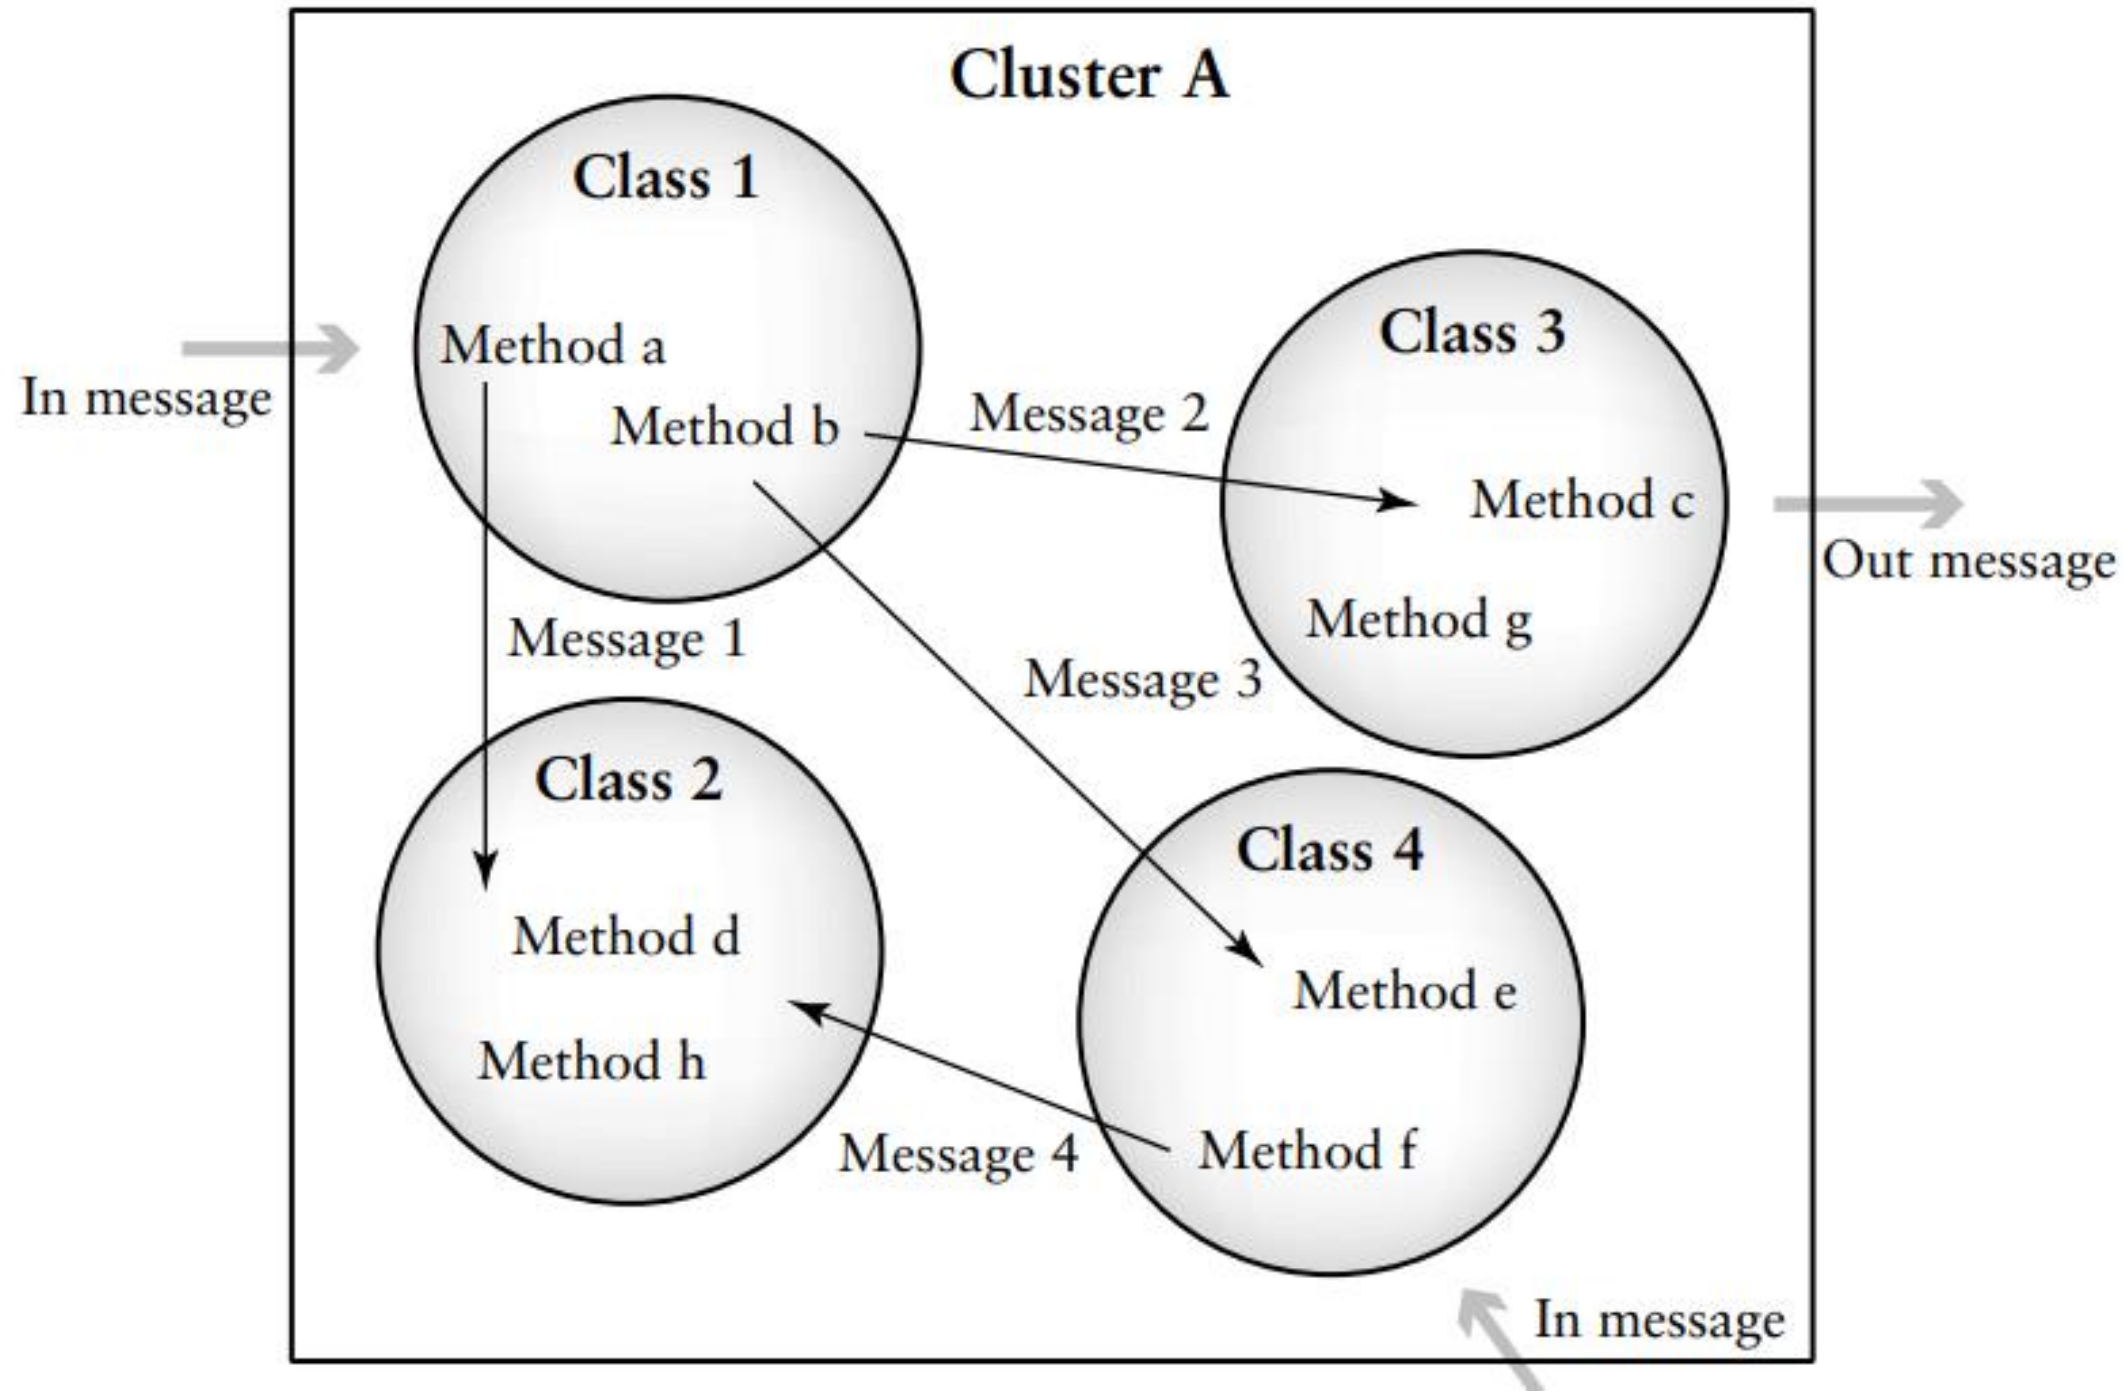 Cluster A
Class 1
Method a
Method b
In message
Message 2
Class 3
Method c
Method g
Out message
Message 1
Message 3
Class 2
Method d
Method h
Class 4
Method e
Method f
Message 4
In message